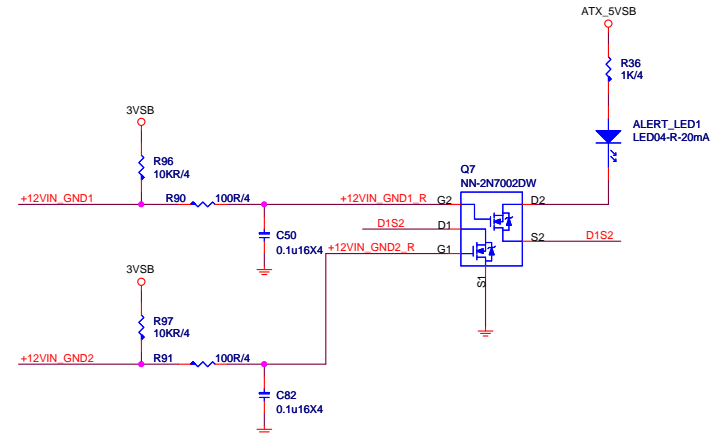 ATX_5VSB
R36
1K/4
3VSB
ALERT_LED1
LED04-R-20mA
R96
10KR/4
Q7
NN-2N7002DW
+12VIN_GND1
R90
100R/4
+12VIN_GND1_R
G2
D2
D1S2
D1
C50
0.1u16X4
S2
D1S2
+12VIN_GND2_R
G1
3VSB
S1
R97
10KR/4
+12VIN_GND2
R91
100R/4
C82
0.1u16X4